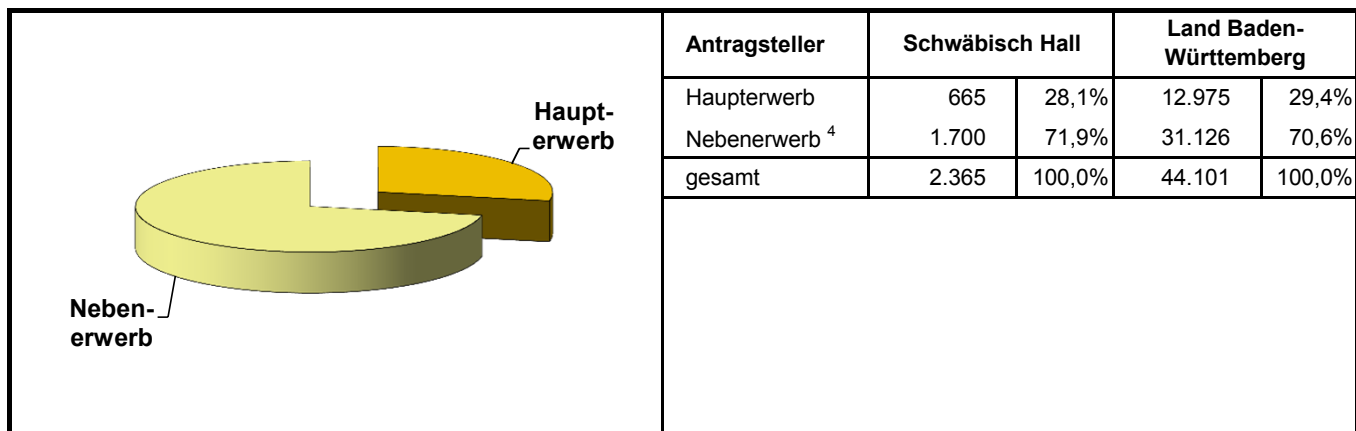 Haupt-
erwerb
Neben-
erwerb
Antragsteller Schwäbisch Hall Land Baden-
Württemberg
Haupterwerb 665 28,1% 12.975 29,4%
Nebenerwerb 4 1.700 71,9% 31.126 70,6%
gesamt 2.365 100,0% 44.101 100,0%